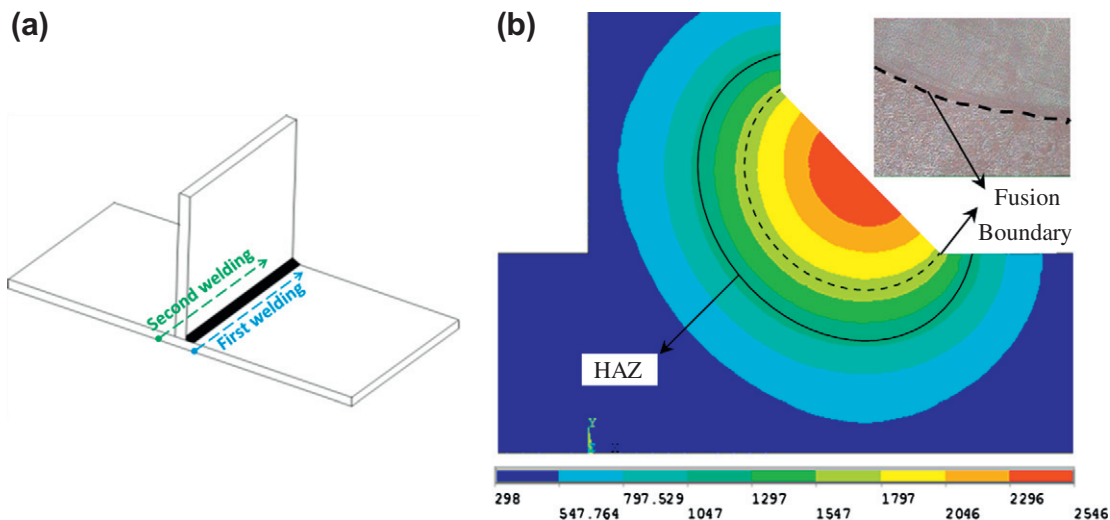 (a)
Second welding
First welding
(b)
Fusion
Boundary
HAZ
Y
298 797.529 1297 1797 2296
547.764 1047 1547 2046 2546